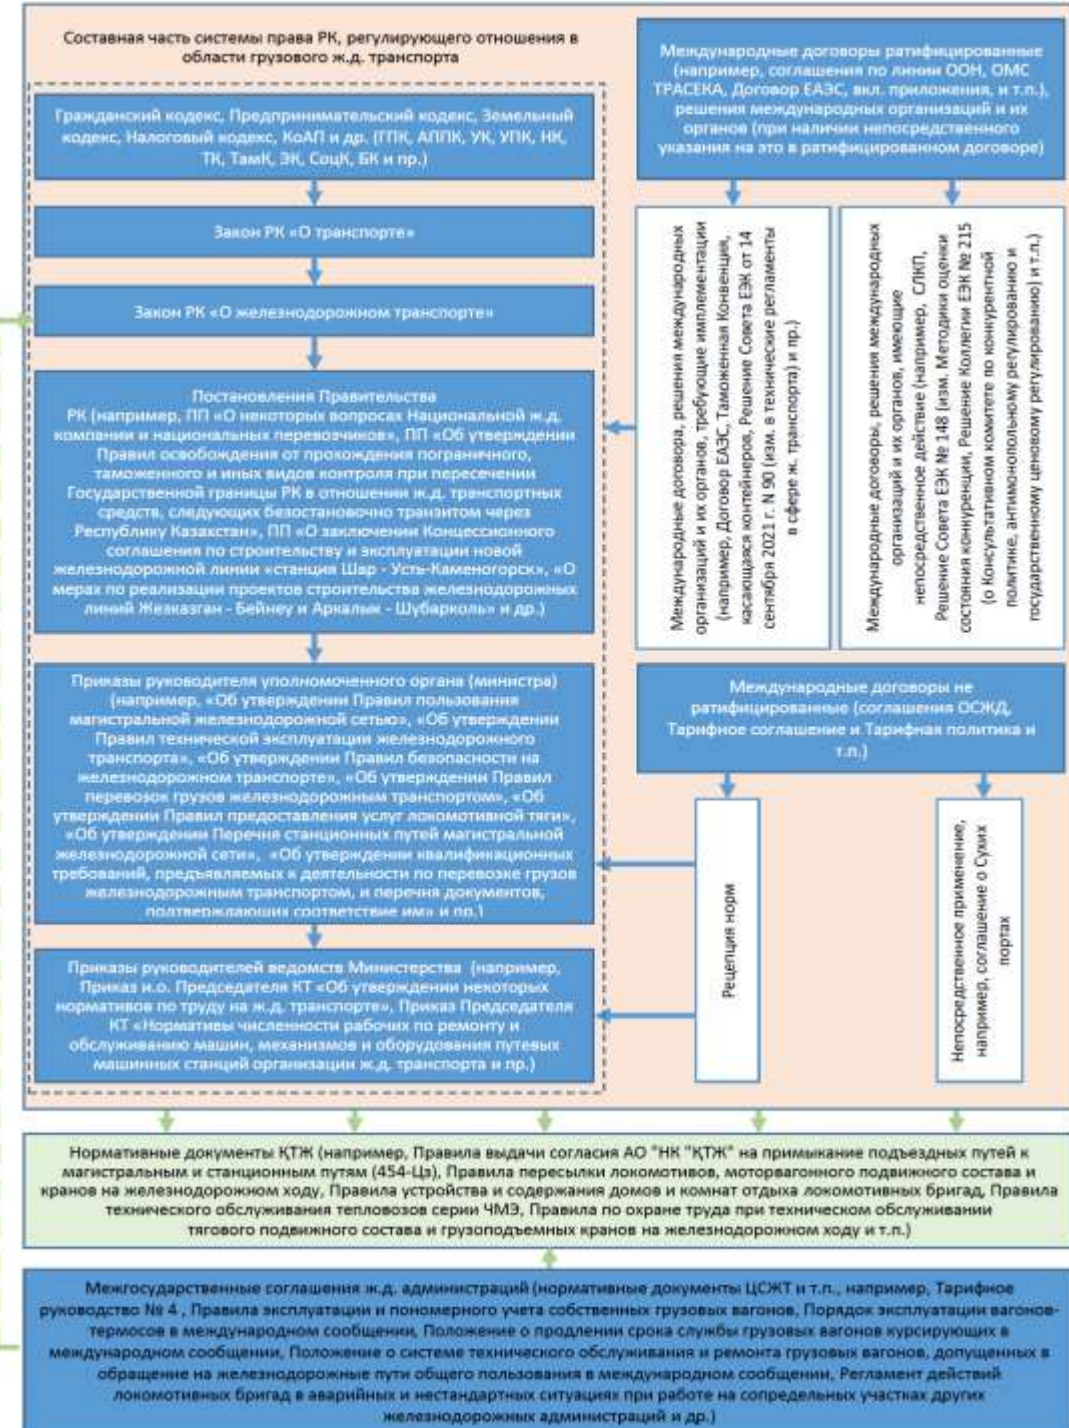 Составная часть системы права РК, регулирующего отношения в
области грузового ж.д. транспорта
Гражданский кодекс, Предпринимательский кодекс, Земельный
кодекс, Налоговый кодекс, КоАП и др. (ГПК, АППК, УК, УПК, НК,
ТК, ТамК, ЭК, СоцК, БК и пр.)
Закон РК «О транспорте»
Закон РК «О железнодорожном транспорте»
Постановления Правительства
РК (например, ПП «О некоторых вопросах Национальной ж.д.
компании и национальных перевозчиков», ПП «Об утверждении
Правил освобождения от прохождения пограничного,
таможенного и иных видов контроля при пересечении
Государственной границы РК в отношении ж.д. транспортных
средств, следующих безостановочно транзитом через
Республику Казахстан», ПП «О заключении Концессионного
соглашения по строительству и эксплуатации новой
железнодорожной линии «станция Шар - Усть-Каменогорск», «О
мерах по реализации проектов строительства железнодорожных
линий Жезказган - Бейнеу и Аркалык - Шубарколь» и др.)
Приказы руководителя уполномоченного органа (министра)
(например, «Об утверждении Правил пользования
магистральной железнодорожной сетью», «Об утверждении
Правил технической эксплуатации железнодорожного
транспорта», «Об утверждении Правил безопасности на
железнодорожном транспорте», «Об утверждении Правил
перевозок грузов железнодорожным транспортом», «Об
утверждении Правил предоставления услуг локомотивной тяги»,
«Об утверждении Перечня станционных путей магистральной
железнодорожной сети», «Об утверждении квалификационных
требований, предъявляемых к деятельности по перевозке грузов
железнодорожным транспортом, и перечня документов,
подтверждающих соответствие им» и пр.)
Приказы руководителей ведомств Министерства (например,
Приказ и.о. Председателя КТ «Об утверждении некоторых
нормативов по труду на ж.д. транспорте», Приказ Председателя
КТ «Нормативы численности рабочих по ремонту и
обслуживанию машин, механизмов и оборудования путевых
машинных станций организации ж.д. транспорта и пр.)
Международные договоры ратифицированные
(например, соглашения по линии ООН, ОМС
ТРАСЕКА, Договор ЕАЭС, вкл. приложения, и т.п.),
решения международных организаций и их
органов (при наличии непосредственного
указания на это в ратифицированном договоре)
Международные договора, решения международных
организаций и их органов, требующие имплементации
(например, Договор ЕАЭС, Таможенная Конвенция,
касающаяся контейнеров, Решение Совета ЕЭК от 14
сентября 2021 г. N 90 (изм. в технические регламенты
в сфере ж. транспорта) и пр.)
Международные договоры, решения международных
организаций и их органов, имеющие
непосредственное действие (например, СЛКП,
Решение Совета ЕЭК № 148 (изм. Методики оценки
состояния конкуренции, Решение Коллегии ЕЭК № 215
(о Консультативном комитете по конкурентной
политике, антимонопольному регулированию и
государственному ценовому регулированию) и т.п.)
Международные договоры не
ратифицированные (соглашения ОСЖД,
Тарифное соглашение и Тарифная политика и
т.п.)
Рецепция норм
Непосредственное применение,
например, соглашение о Сухих
портах
Нормативные документы ҚТЖ (например, Правила выдачи согласия АО "НК "ҚТЖ" на примыкание подъездных путей к
магистральным и станционным путям (454-Цз), Правила пересылки локомотивов, моторвагонного подвижного состава и
кранов на железнодорожном ходу, Правила устройства и содержания домов и комнат отдыха локомотивных бригад, Правила
технического обслуживания тепловозов серии ЧМЭ, Правила по охране труда при техническом обслуживании
тягового подвижного состава и грузоподъемных кранов на железнодорожном ходу и т.п.)
Межгосударственные соглашения ж.д. администраций (нормативные документы ЦСЖТ и т.п., например, Тарифное
руководство № 4 , Правила эксплуатации и пономерного учета собственных грузовых вагонов, Порядок эксплуатации вагонов-
термосов в международном сообщении, Положение о продлении срока службы грузовых вагонов курсирующих в
международном сообщении, Положение о системе технического обслуживания и ремонта грузовых вагонов, допущенных в
обращение на железнодорожные пути общего пользования в международном сообщении, Регламент действий
локомотивных бригад в аварийных и нестандартных ситуациях при работе на сопредельных участках других
железнодорожных администраций и др.)